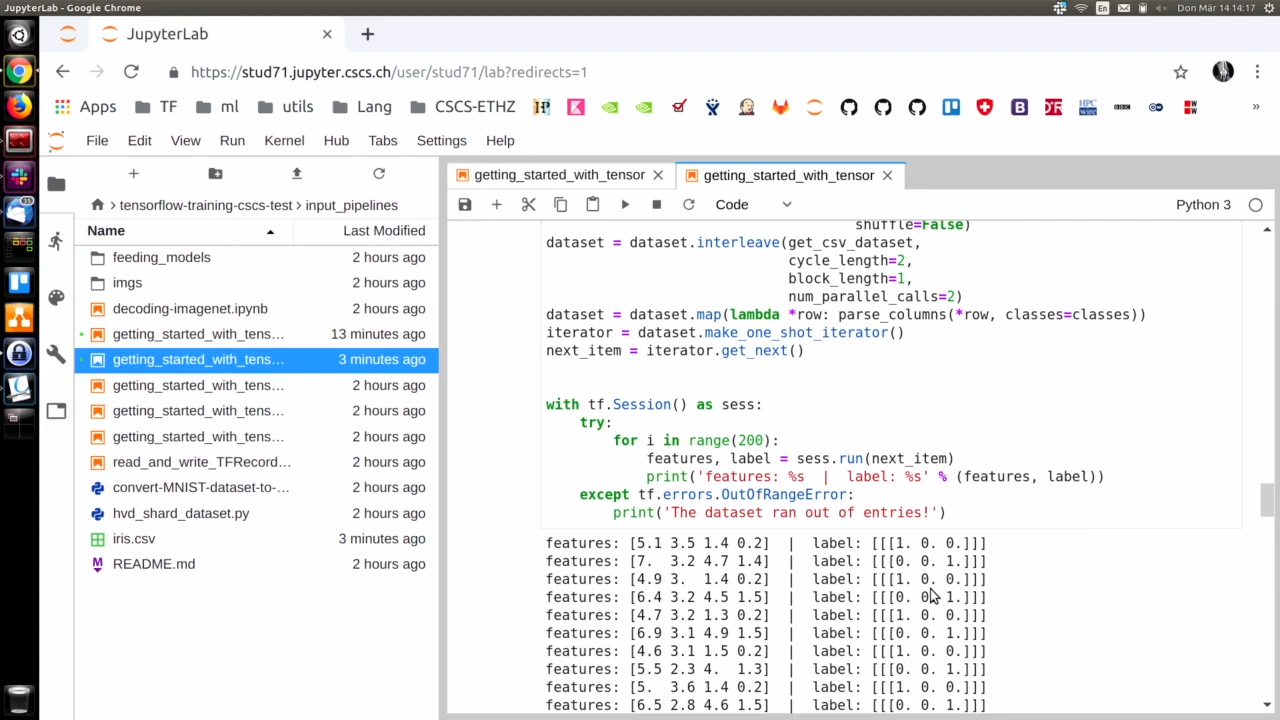 JupyterLab - Google Chrome
En
Don Mär 14 14:17
JupyterLab
https://stud71.jupyter.cscs.ch/user/stud71/lab?redirects=1
Apps TF ml utils Lang CSCS-ETHZ
File Edit View Run Kernel Hub Tabs Settings Help
getting_started_with_tensor
getting_started_with_tensor
tensorflow-training-cscs-test input_pipelines
Code
Python 3
Name Last Modified
feeding_models 2 hours ago
imgs 2 hours ago
decoding-imagenet.ipynb 2 hours ago
getting_started_with_tens… 13 minutes ago
getting_started_with_tens… 3 minutes ago
getting_started_with_tens… 2 hours ago
getting_started_with_tens… 2 hours ago
getting_started_with_tens… 2 hours ago
read_and_write_TFRecord… 2 hours ago
convert-MNIST-dataset-to-… 2 hours ago
hvd_shard_dataset.py 2 hours ago
iris.csv 3 minutes ago
README.md 2 hours ago
shuffle=False)
dataset = dataset.interleave(get_csv_dataset,
cycle_length=2,
block_length=1,
num_parallel_calls=2)
dataset = dataset.map(lambda *row: parse_columns(*row, classes=classes))
iterator = dataset.make_one_shot_iterator()
next_item = iterator.get_next()
with tf.Session() as sess:
try:
for i in range(200):
features, label = sess.run(next_item)
print('features: %s | label: %s' % (features, label))
except tf.errors.OutOfRangeError:
print('The dataset ran out of entries!')
features: [5.1 3.5 1.4 0.2] | label: [[[1. 0. 0.]]]
features: [7. 3.2 4.7 1.4] | label: [[[0. 0. 1.]]]
features: [4.9 3. 1.4 0.2] | label: [[[1. 0. 0.]]]
features: [6.4 3.2 4.5 1.5] | label: [[[0. 0. 1.]]]
features: [4.7 3.2 1.3 0.2] | label: [[[1. 0. 0.]]]
features: [6.9 3.1 4.9 1.5] | label: [[[0. 0. 1.]]]
features: [4.6 3.1 1.5 0.2] | label: [[[1. 0. 0.]]]
features: [5.5 2.3 4. 1.3] | label: [[[0. 0. 1.]]]
features: [5. 3.6 1.4 0.2] | label: [[[1. 0. 0.]]]
features: [6.5 2.8 4.6 1.5] | label: [[[0. 0. 1.]]]